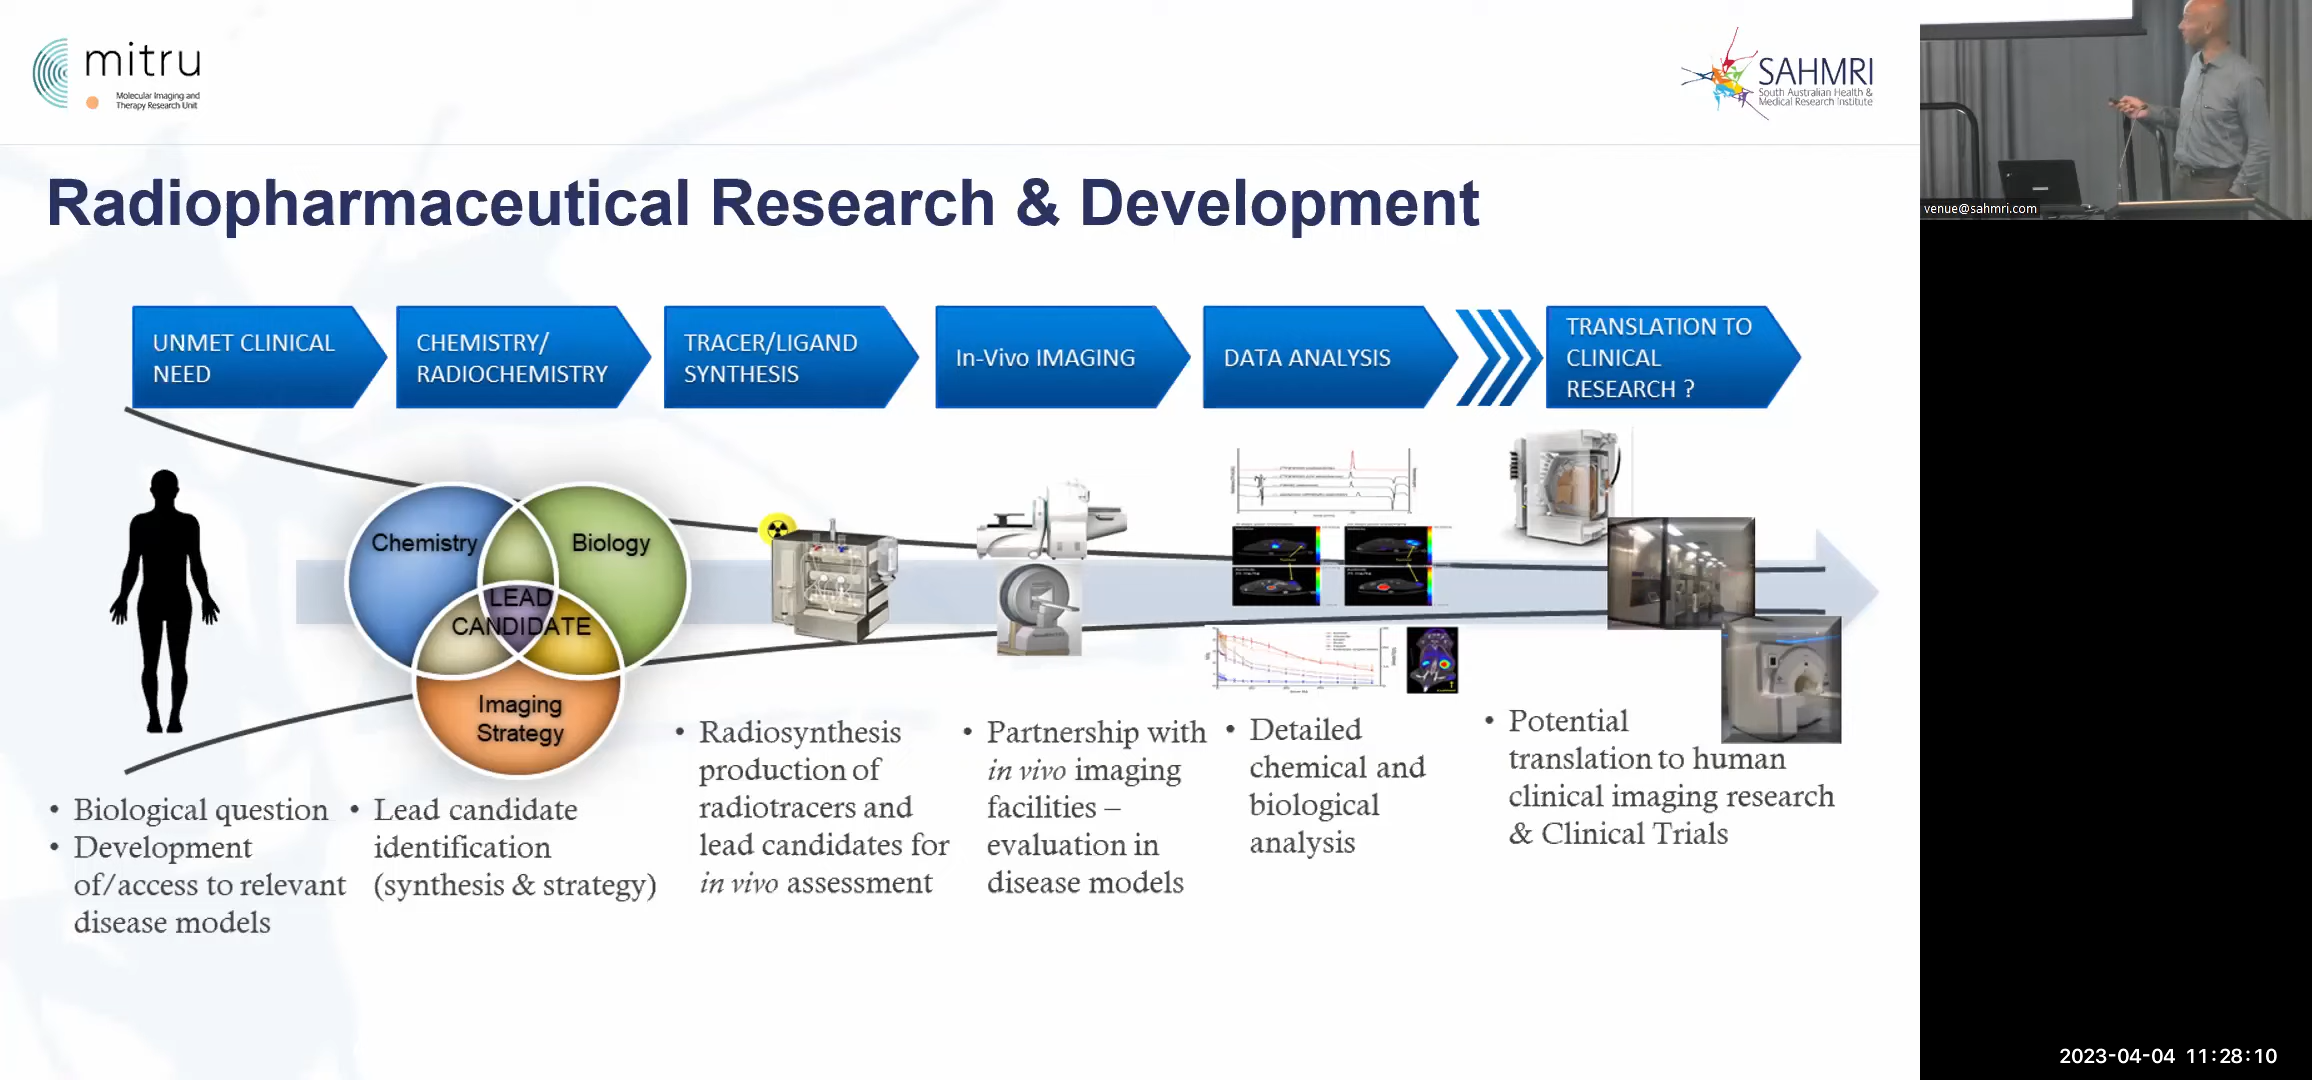 mitru
Molecular Imaging and
Therapy Research Unit
SAHMRI
South Australian Health &
Medical Research Institute
venue@sahmri.com
Radiopharmaceutical Research & Development
UNMET CLINICAL
NEED
CHEMISTRY/
RADIOCHEMISTRY
TRACER/LIGAND
SYNTHESIS
In-Vivo IMAGING
DATA ANALYSIS
TRANSLATION TO
CLINICAL
RESEARCH ?
Chemistry
Biology
LEAD
CANDIDATE
Imaging
Strategy
• Biological question
• Development
of/access to relevant
disease models
• Lead candidate
identification
(synthesis & strategy)
• Radiosynthesis
production of
radiotracers and
lead candidates for
in vivo assessment
• Partnership with
in vivo imaging
facilities –
evaluation in
disease models
• Detailed
chemical and
biological
analysis
• Potential
translation to human
clinical imaging research
& Clinical Trials
2023-04-04 11:28:10